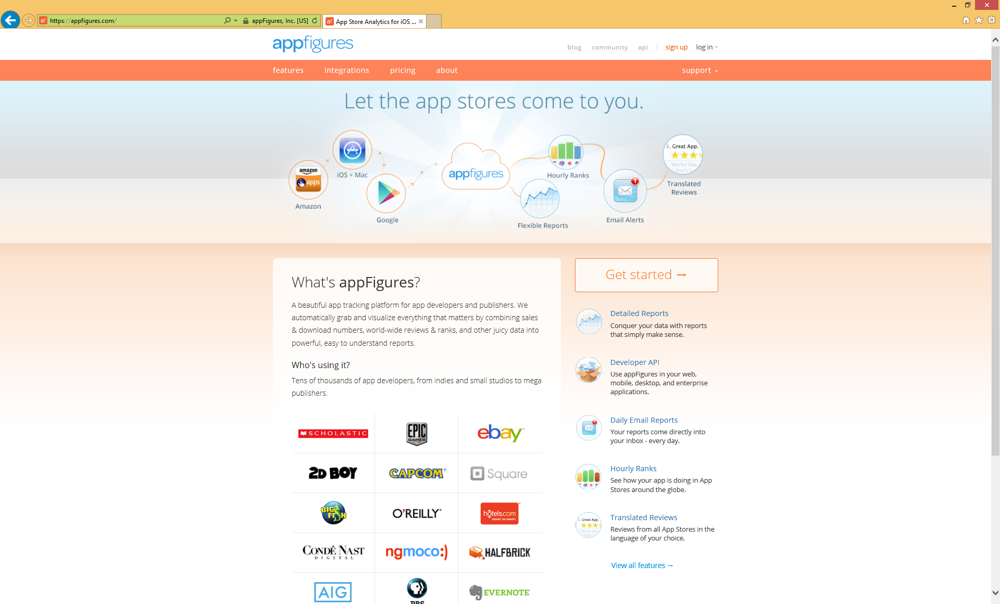 https://appfigures.com/
appFigures, Inc. [US]
App Store Analytics for iOS ...
appfigures
blog
community
api
sign up
log in
features
integrations
pricing
about
support
Let the app stores come to you.
amazon
apps
Amazon
iOS + Mac
Google
appfigures
Hourly Ranks
Flexible Reports
1
Email Alerts
3. Great App.
Works like
I don't k
Translated
Reviews
What's appFigures?
A beautiful app tracking platform for app developers and publishers. We
automatically grab and visualize everything that matters by combining sales
& download numbers, world-wide reviews & ranks, and other juicy data into
powerful, easy to understand reports.
Who's using it?
Tens of thousands of app developers, from indies and small studios to mega
publishers.
SCHOLASTIC
EPIC
GAMES
ebay™
2D BOY
CAPCOM®
Square
BIG
FISH
O'REILLY®
hotels.com™
SMART. SO SMART.
CONDÉ NAST
DIGITAL
ngmoco:)
HALFBRICK
AIG
PBS
EVERNOTE
Get started →
Detailed Reports
Conquer your data with reports
that simply make sense.
Developer API
Use appFigures in your web,
mobile, desktop, and enterprise
applications.
1
Daily Email Reports
Your reports come directly into
your inbox - every day.
Hourly Ranks
See how your app is doing in App
Stores around the globe.
3. Great App.
Works like
Translated Reviews
Reviews from all App Stores in the
language of your choice.
View all features →